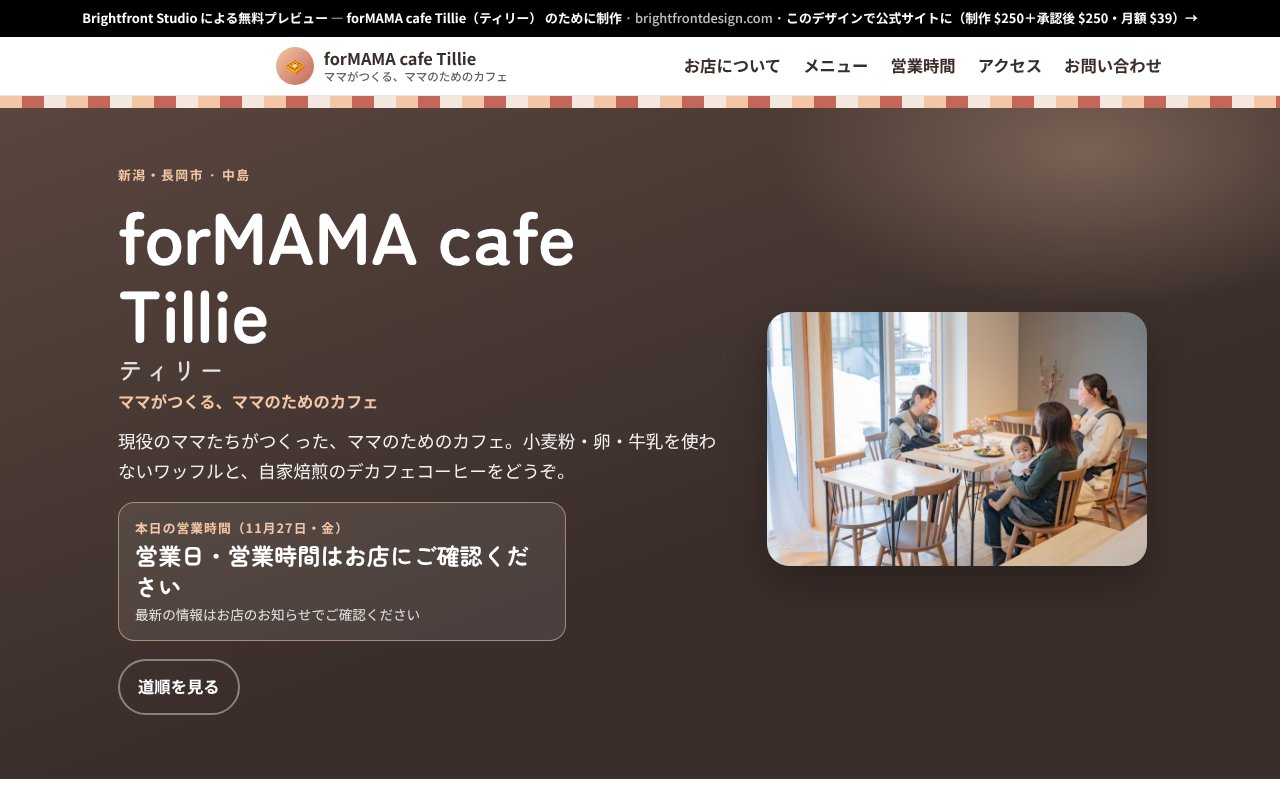 Brightfront Studio による無料プレビュー — forMAMA cafe Tillie（ティリー） のために制作 · brightfrontdesign.com · このデザインで公式サイトに（制作 $250＋承認後 $250・月額 $39）→
forMAMA cafe Tillie
ママがつくる、ママのためのカフェ
お店について メニュー 営業時間 アクセス お問い合わせ
新潟・長岡市 · 中島
forMAMA cafe
Tillie
ティリー
ママがつくる、ママのためのカフェ
現役のママたちがつくった、ママのためのカフェ。小麦粉・卵・牛乳を使わ
ないワッフルと、自家焙煎のデカフェコーヒーをどうぞ。
本日の営業時間（11月27日・金）
営業日・営業時間はお店にご確認くだ
さい
最新の情報はお店のお知らせでご確認ください
道順を見る